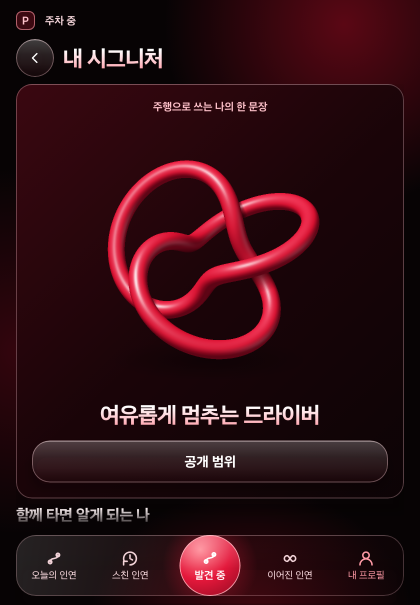 P 주차 중
내 시그니처
주행으로 쓰는 나의 한 문장
여유롭게 멈추는 드라이버
공개 범위
함께 타면 알게 되는 나
오늘의 인연 스친 인연 발견 중 이어진 인연 내 프로필